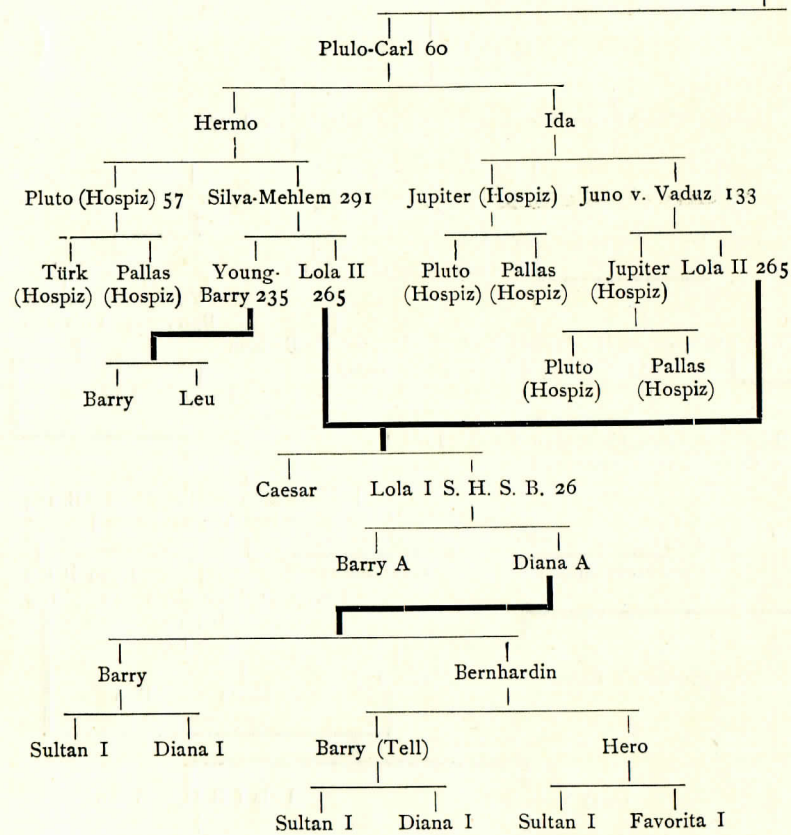 Plulo-Carl 60
Hermo Ida
Pluto (Hospiz) 57 Silva-Mehlem 291 Jupiter (Hospiz) Juno v. Vaduz 133
Türk Pallas Young- Lola II Pluto Pallas Jupiter Lola II 265
(Hospiz) (Hospiz) Barry 235 265 (Hospiz) (Hospiz) (Hospiz)
Pluto Pallas
Barry Leu (Hospiz) (Hospiz)
Caesar Lola I S. H. S. B. 26
Barry A Diana A
Barry Bernhardin
Sultan I Diana I Barry (Tell) Hero
Sultan I Diana I Sultan I Favorita I